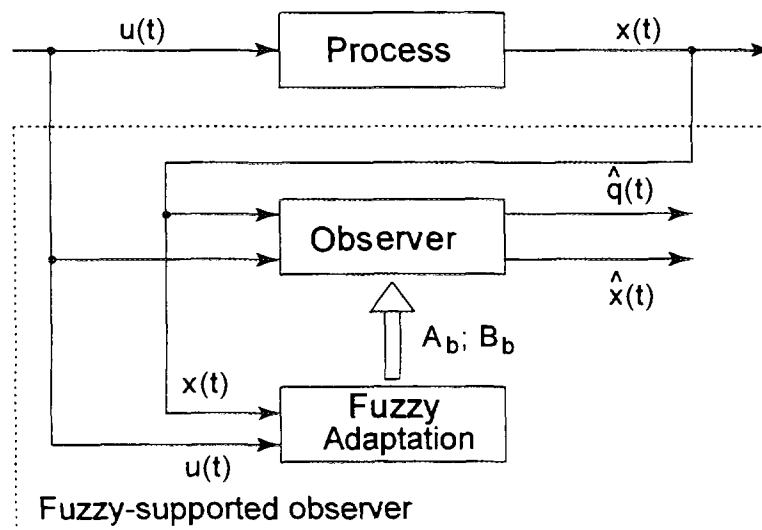 u(t)
Process
x(t)
q̂(t)
Observer
x̂(t)
A_b; B_b
x(t)
Fuzzy
Adaptation
u(t)
Fuzzy-supported observer